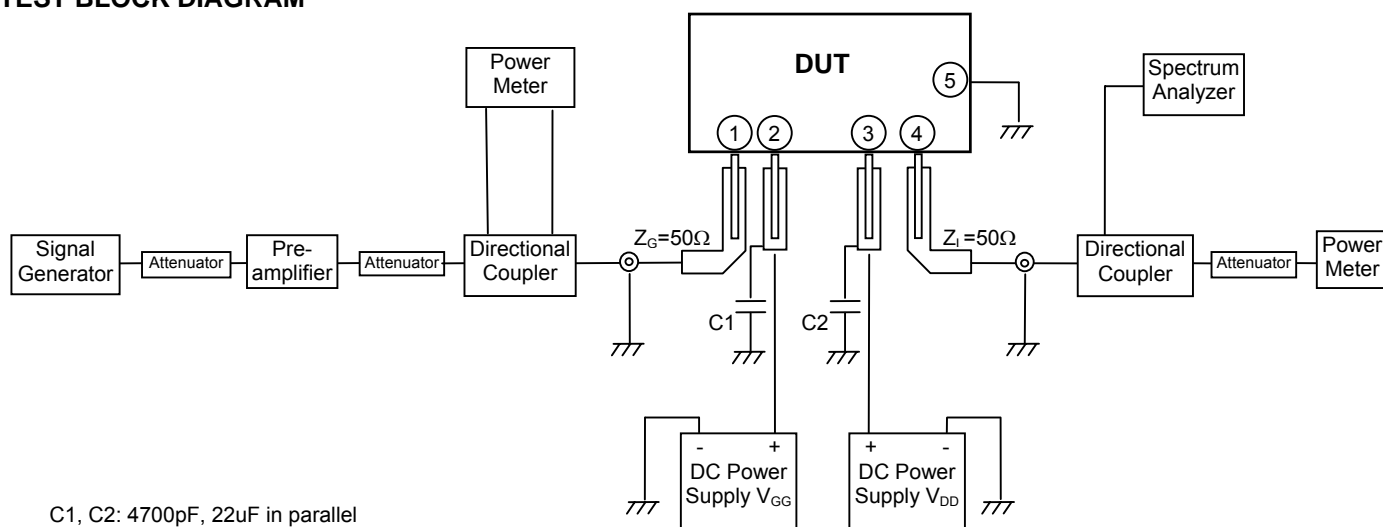 TEST BLOCK DIAGRAM
Power
Meter
DUT
5
Spectrum
Analyzer
1
2
3
4
Signal
Generator
Attenuator
Pre-
amplifier
Attenuator
Directional
Coupler
Z_G=50Ω
Z_I=50Ω
Directional
Coupler
Attenuator
Power
Meter
C1
C2
- +
DC Power
Supply V_GG
+ -
DC Power
Supply V_DD
C1, C2: 4700pF, 22uF in parallel